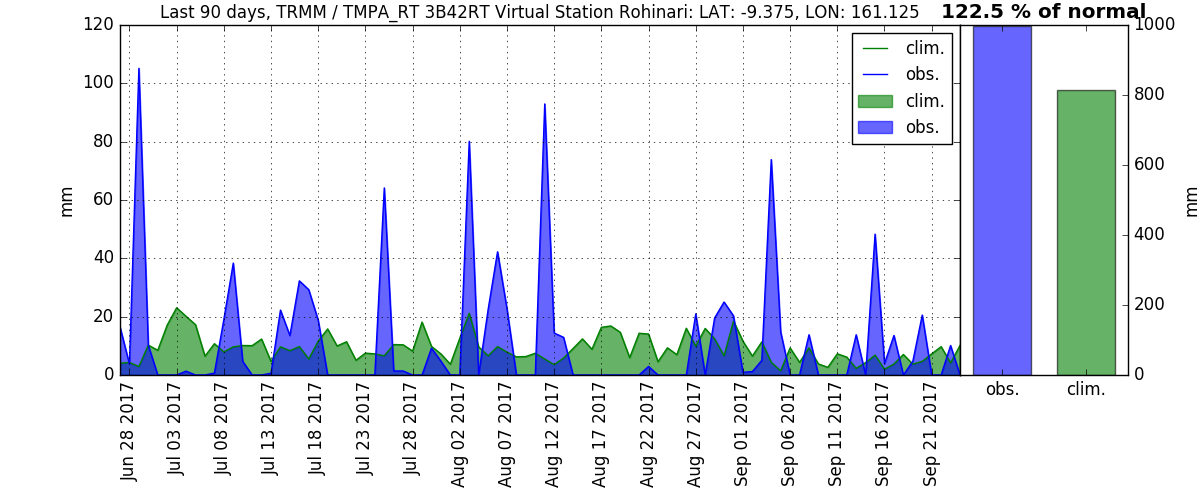 Last 90 days, TRMM / TMPA_RT 3B42RT Virtual Station Rohinari: LAT: -9.375, LON: 161.125
122.5 % of normal
120
100
80
60
40
20
0
mm
clim.
obs.
clim.
obs.
1000
800
600
400
200
0
mm
obs.
clim.
Jun 28 2017
Jul 03 2017
Jul 08 2017
Jul 13 2017
Jul 18 2017
Jul 23 2017
Jul 28 2017
Aug 02 2017
Aug 07 2017
Aug 12 2017
Aug 17 2017
Aug 22 2017
Aug 27 2017
Sep 01 2017
Sep 06 2017
Sep 11 2017
Sep 16 2017
Sep 21 2017